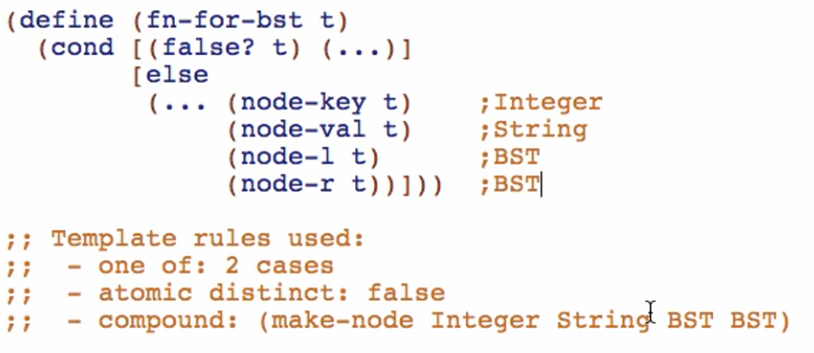 (define (fn-for-bst t)
  (cond [(false? t) (...)]
        [else
         (... (node-key t)    ;Integer
              (node-val t)    ;String
              (node-l t)      ;BST
              (node-r t))]))  ;BST
;; Template rules used:
;;  - one of: 2 cases
;;  - atomic distinct: false
;;  - compound: (make-node Integer String BST BST)